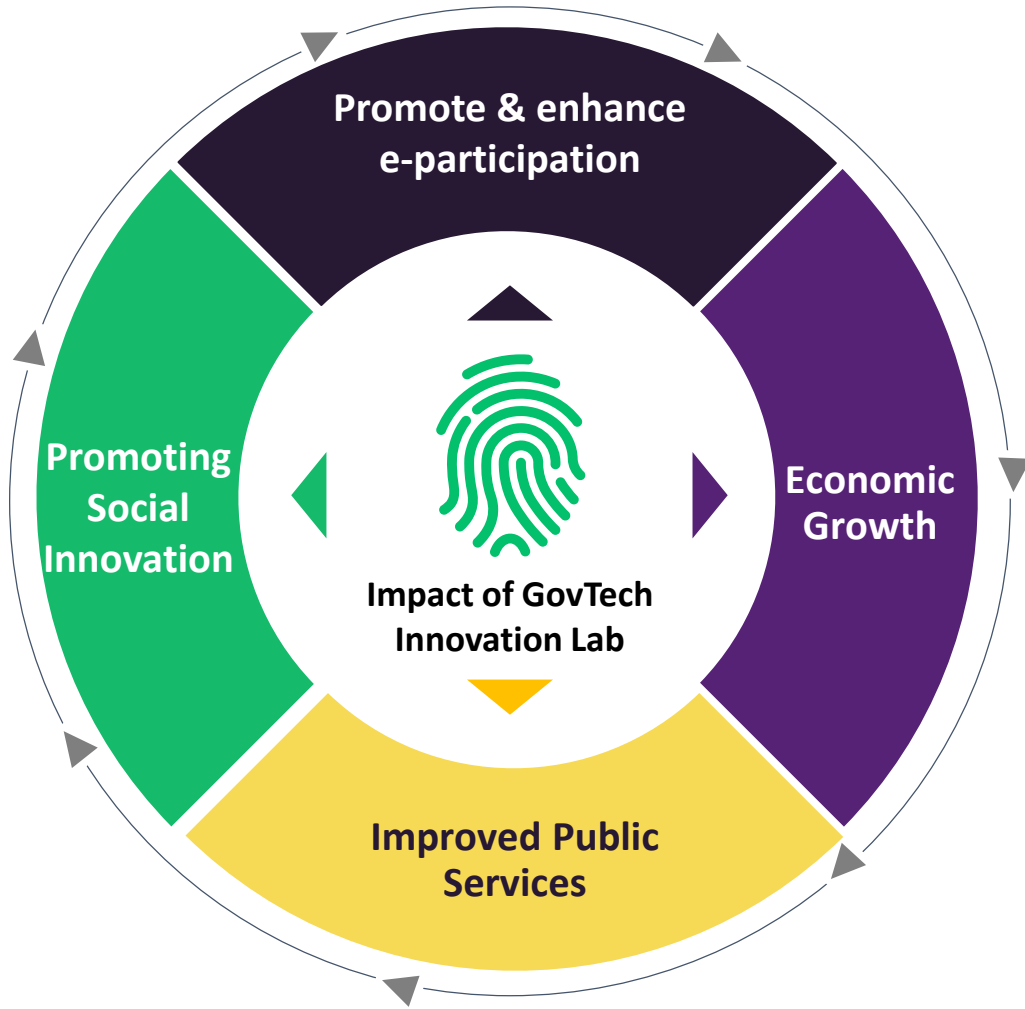 Promote & enhance
e-participation
Economic
Growth
Improved Public
Services
Promoting
Social
Innovation
Impact of GovTech
Innovation Lab